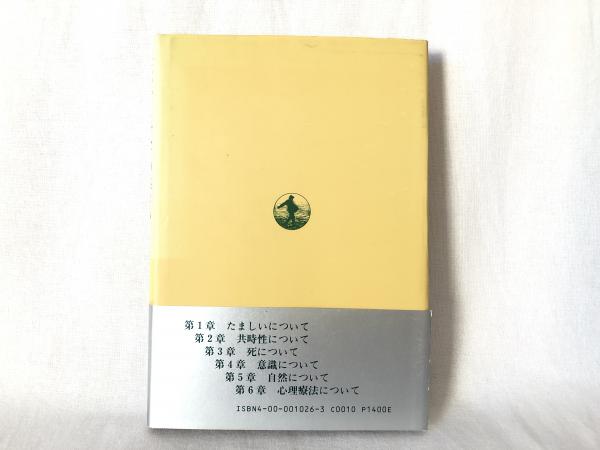 第1章　たましいについて
第2章　共時性について
第3章　死について
第4章　意識について
第5章　自然について
第6章　心理療法について
ISBN4-00-001026-3 C0010 P1400E